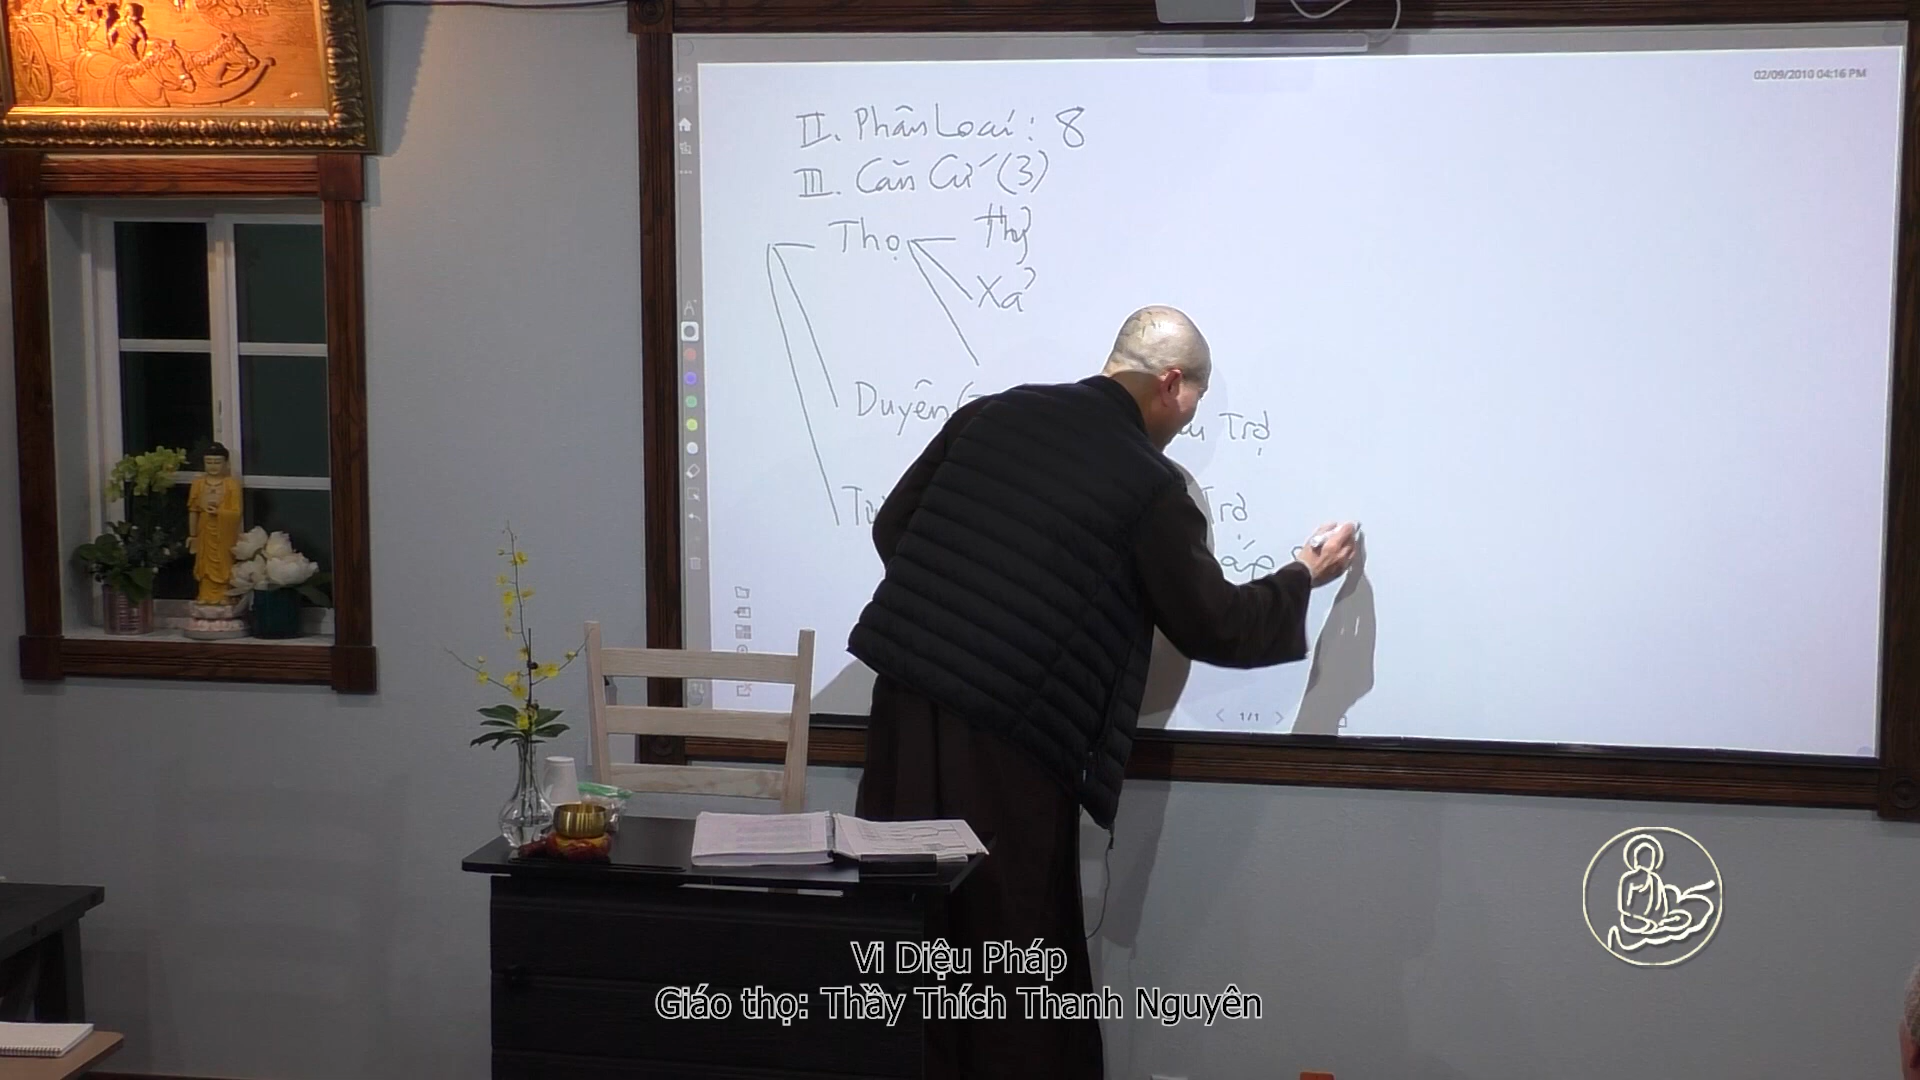 02/09/2010 04:16 PM
II. Phân Loại: 8
III. Căn Cứ (3)
Thọ Hỷ
Xả
Duyên Trợ
Trợ
1/1
Vi Diệu Pháp
Giáo thọ: Thầy Thích Thanh Nguyên